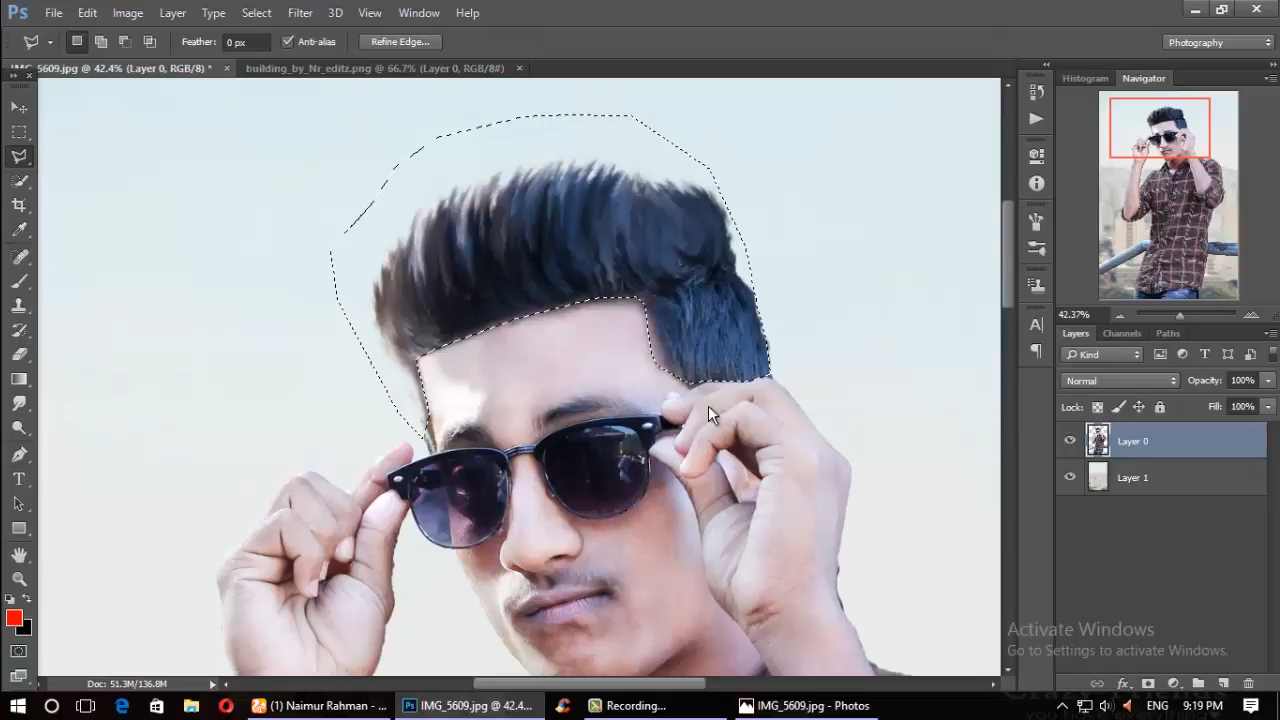 Ps File Edit Image Layer Type Select Filter 3D View Window Help
Feather: 0 px Anti-alias Refine Edge... Photography
IMG_5609.jpg @ 42.4% (Layer 0, RGB/8) * × building_by_Nr_editz.png @ 66.7% (Layer 0, RGB/8#) ×
Histogram Navigator
42.37%
Layers Channels Paths
Kind
Normal Opacity: 100%
Lock: Fill: 100%
Layer 0
Layer 1
Activate Windows
Go to Settings to activate Windows.
Doc: 51.3M/136.8M
(1) Naimur Rahman - ... IMG_5609.jpg @ 42.4... Recording... IMG_5609.jpg - Photos ENG 9:19 PM